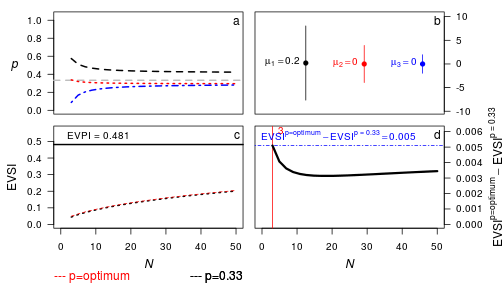 a
p
1.0
0.8
0.6
0.4
0.2
0.0
b
μ1 = 0.2
μ2 = 0
μ3 = 0
10
5
0
-5
-10
c
EVPI = 0.481
EVSI
0.5
0.4
0.3
0.2
0.1
0.0
0 10 20 30 40 50
N
d
3
EVSI^p=optimum − EVSI^p = 0.33 = 0.005
0.006
0.005
0.004
0.003
0.002
0.001
0.000
EVSI^p=optimum − EVSI^p = 0.33
0 10 20 30 40 50
N
--- p=optimum
--- p=0.33